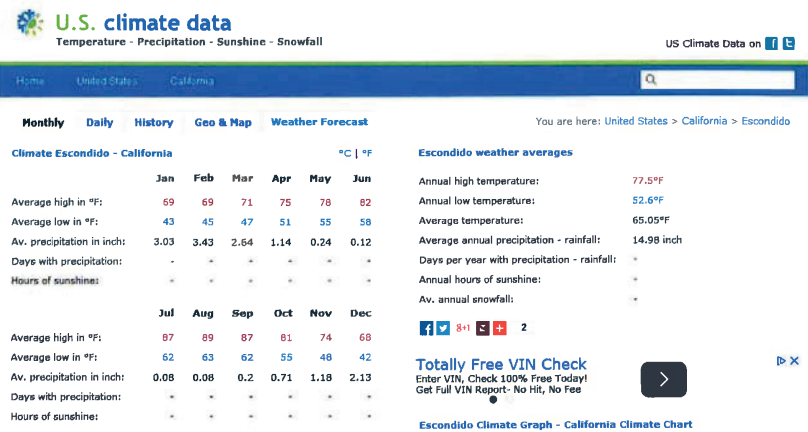 U.S. climate data
Temperature - Precipitation - Sunshine - Snowfall
US Climate Data on
Home United States California
Monthly Daily History Geo & Map Weather Forecast
You are here: United States > California > Escondido
Climate Escondido - California °C | °F
Jan Feb Mar Apr May Jun
Average high in °F: 69 69 71 75 78 82
Average low in °F: 43 45 47 51 55 58
Av. precipitation in inch: 3.03 3.43 2.64 1.14 0.24 0.12
Days with precipitation: - - - - - -
Hours of sunshine: - - - - - -
Jul Aug Sep Oct Nov Dec
Average high in °F: 87 89 87 81 74 68
Average low in °F: 62 63 62 55 48 42
Av. precipitation in inch: 0.08 0.08 0.2 0.71 1.18 2.13
Days with precipitation: - - - - - -
Hours of sunshine: - - - - - -
Escondido weather averages
Annual high temperature: 77.5°F
Annual low temperature: 52.6°F
Average temperature: 65.05°F
Average annual precipitation - rainfall: 14.98 inch
Days per year with precipitation - rainfall: -
Annual hours of sunshine: -
Av. annual snowfall: -
8+1 2
Totally Free VIN Check
Enter VIN, Check 100% Free Today!
Get Full VIN Report- No Hit, No Fee
Escondido Climate Graph - California Climate Chart